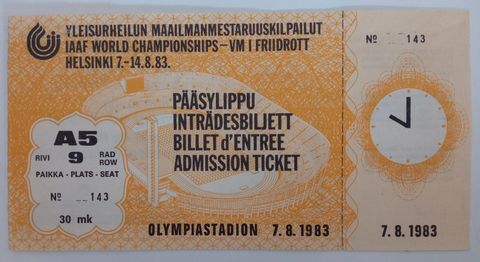 YLEISURHEILUN MAAILMANMESTARUUSKILPAILUT
IAAF WORLD CHAMPIONSHIPS–VM I FRIIDROTT
HELSINKI 7.–14.8.83.
Nº 143
PÄÄSYLIPPU
INTRÄDESBILJETT
BILLET d'ENTREE
ADMISSION TICKET
A5
RIVI 9 RAD ROW
PAIKKA - PLATS - SEAT
Nº 143
30 mk
OLYMPIASTADION 7.8.1983
7.8.1983